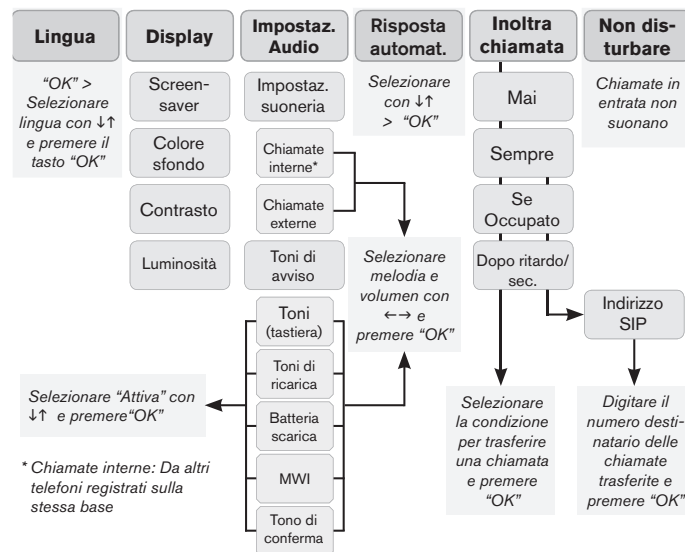 Lingua
"OK" >
Selezionare
lingua con ↓↑
e premere il
tasto "OK"
Display
Screen-
saver
Colore
sfondo
Contrasto
Luminosità
Impostaz.
Audio
Impostaz.
suoneria
Chiamate
interne*
Chiamate
externe
Toni di
avviso
Toni
(tastiera)
Toni di
ricarica
Batteria
scarica
MWI
Tono di
conferma
Selezionare "Attiva" con
↓↑ e premere"OK"
* Chiamate interne: Da altri
telefoni registrati sulla
stessa base
Risposta
automat.
Selezionare
con ↓↑
> "OK"
Selezionare
melodia e
volumen con
←→ e
premere "OK"
Inoltra
chiamata
Mai
Sempre
Se
Occupato
Dopo ritardo/
sec.
Selezionare
la condizione
per trasferire
una chiamata
e premere
"OK"
Indirizzo
SIP
Digitare il
numero desti-
natario delle
chiamate
trasferite e
premere "OK"
Non dis-
turbare
Chiamate in
entrata non
suonano